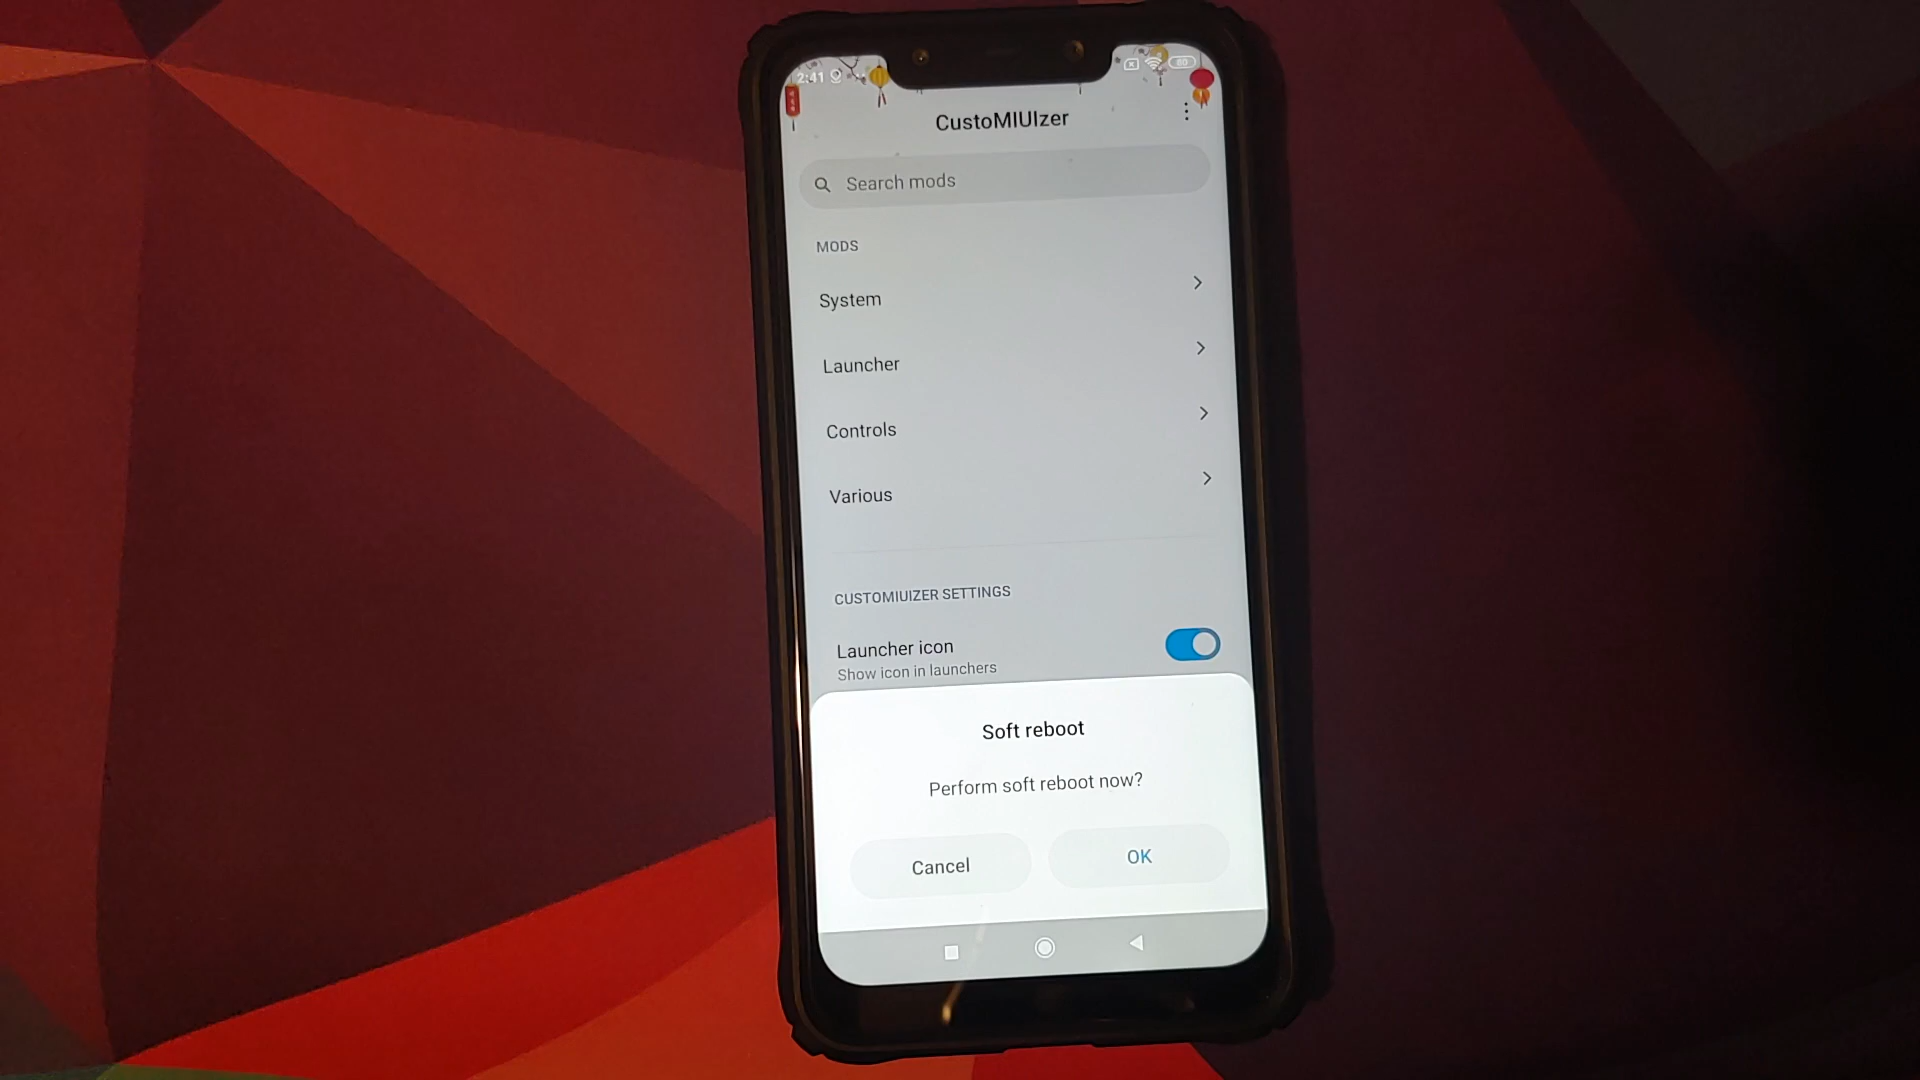 2:41
80
CustoMIUIzer
Search mods
MODS
System
Launcher
Controls
Various
CUSTOMIUIZER SETTINGS
Launcher icon
Show icon in launchers
Soft reboot
Perform soft reboot now?
Cancel
OK